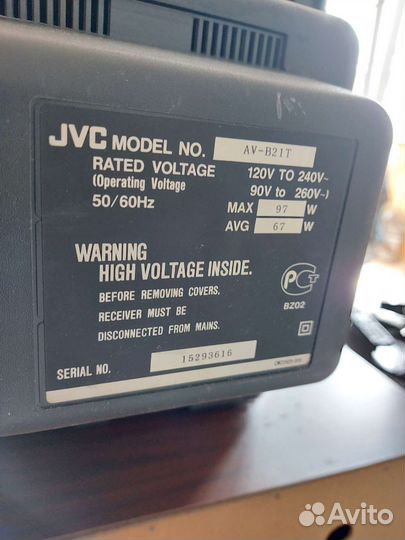 JVC MODEL NO. AV-B21T
RATED VOLTAGE 120V TO 240V~
(Operating Voltage 90V to 260V~)
50/60Hz MAX 97 W
AVG 67 W
WARNING
HIGH VOLTAGE INSIDE.
BEFORE REMOVING COVERS,
RECEIVER MUST BE
DISCONNECTED FROM MAINS.
РСТ
BZ02
SERIAL NO. 15293616
Avito